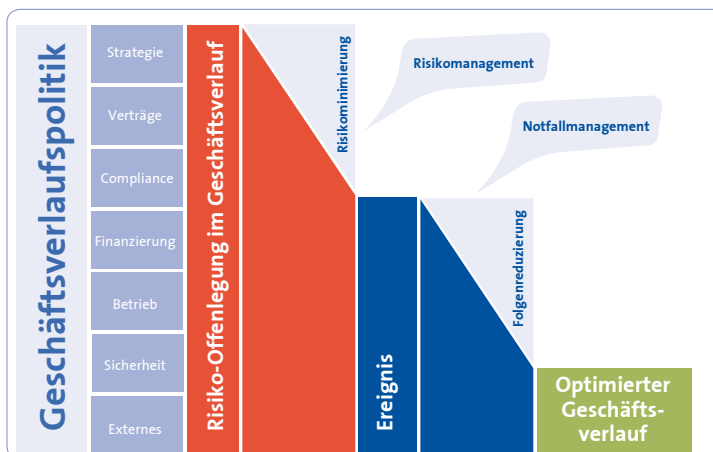 Geschäftsverlaufspolitik
Strategie
Verträge
Compliance
Finanzierung
Betrieb
Sicherheit
Externes
Risiko-Offenlegung im Geschäftsverlauf
Risikominimierung
Risikomanagement
Notfallmanagement
Ereignis
Folgenreduzierung
Optimierter
Geschäfts-
verlauf